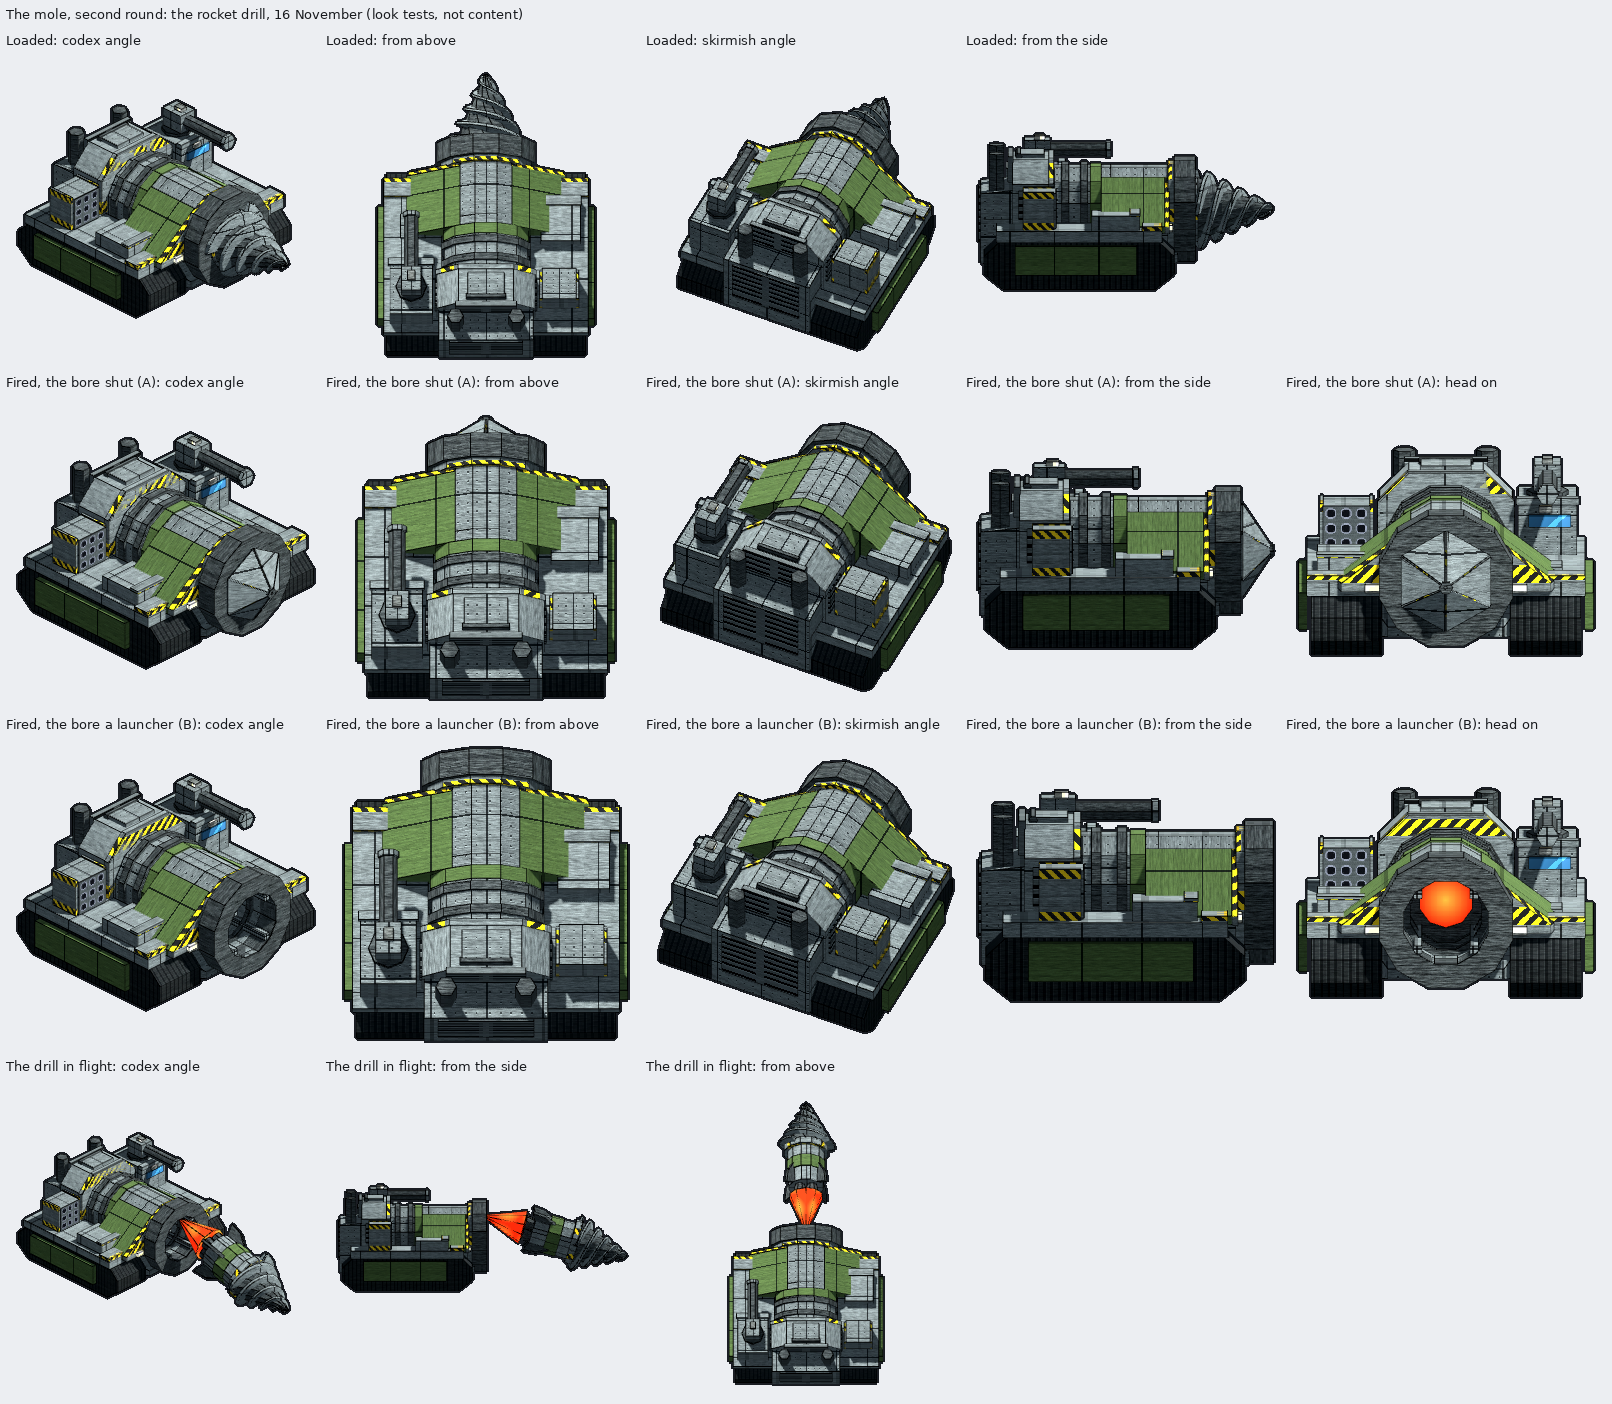 The mole, second round: the rocket drill, 16 November (look tests, not content)
Loaded: codex angle
Loaded: from above
Loaded: skirmish angle
Loaded: from the side
Fired, the bore shut (A): codex angle
Fired, the bore shut (A): from above
Fired, the bore shut (A): skirmish angle
Fired, the bore shut (A): from the side
Fired, the bore shut (A): head on
Fired, the bore a launcher (B): codex angle
Fired, the bore a launcher (B): from above
Fired, the bore a launcher (B): skirmish angle
Fired, the bore a launcher (B): from the side
Fired, the bore a launcher (B): head on
The drill in flight: codex angle
The drill in flight: from the side
The drill in flight: from above